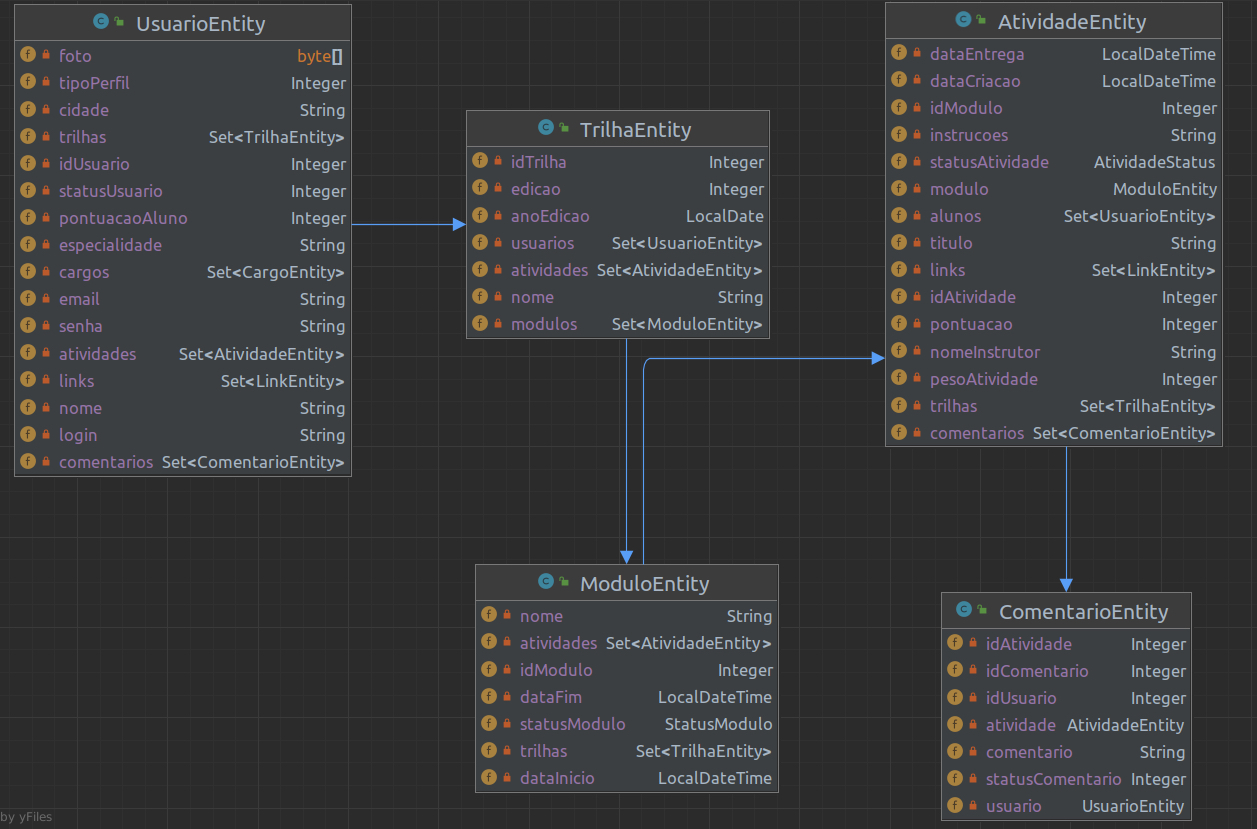 UsuarioEntity
foto byte[]
tipoPerfil Integer
cidade String
trilhas Set<TrilhaEntity>
idUsuario Integer
statusUsuario Integer
pontuacaoAluno Integer
especialidade String
cargos Set<CargoEntity>
email String
senha String
atividades Set<AtividadeEntity>
links Set<LinkEntity>
nome String
login String
comentarios Set<ComentarioEntity>
TrilhaEntity
idTrilha Integer
edicao Integer
anoEdicao LocalDate
usuarios Set<UsuarioEntity>
atividades Set<AtividadeEntity>
nome String
modulos Set<ModuloEntity>
AtividadeEntity
dataEntrega LocalDateTime
dataCriacao LocalDateTime
idModulo Integer
instrucoes String
statusAtividade AtividadeStatus
modulo ModuloEntity
alunos Set<UsuarioEntity>
titulo String
links Set<LinkEntity>
idAtividade Integer
pontuacao Integer
nomeInstrutor String
pesoAtividade Integer
trilhas Set<TrilhaEntity>
comentarios Set<ComentarioEntity>
ModuloEntity
nome String
atividades Set<AtividadeEntity>
idModulo Integer
dataFim LocalDateTime
statusModulo StatusModulo
trilhas Set<TrilhaEntity>
dataInicio LocalDateTime
ComentarioEntity
idAtividade Integer
idComentario Integer
idUsuario Integer
atividade AtividadeEntity
comentario String
statusComentario Integer
usuario UsuarioEntity
by yFiles